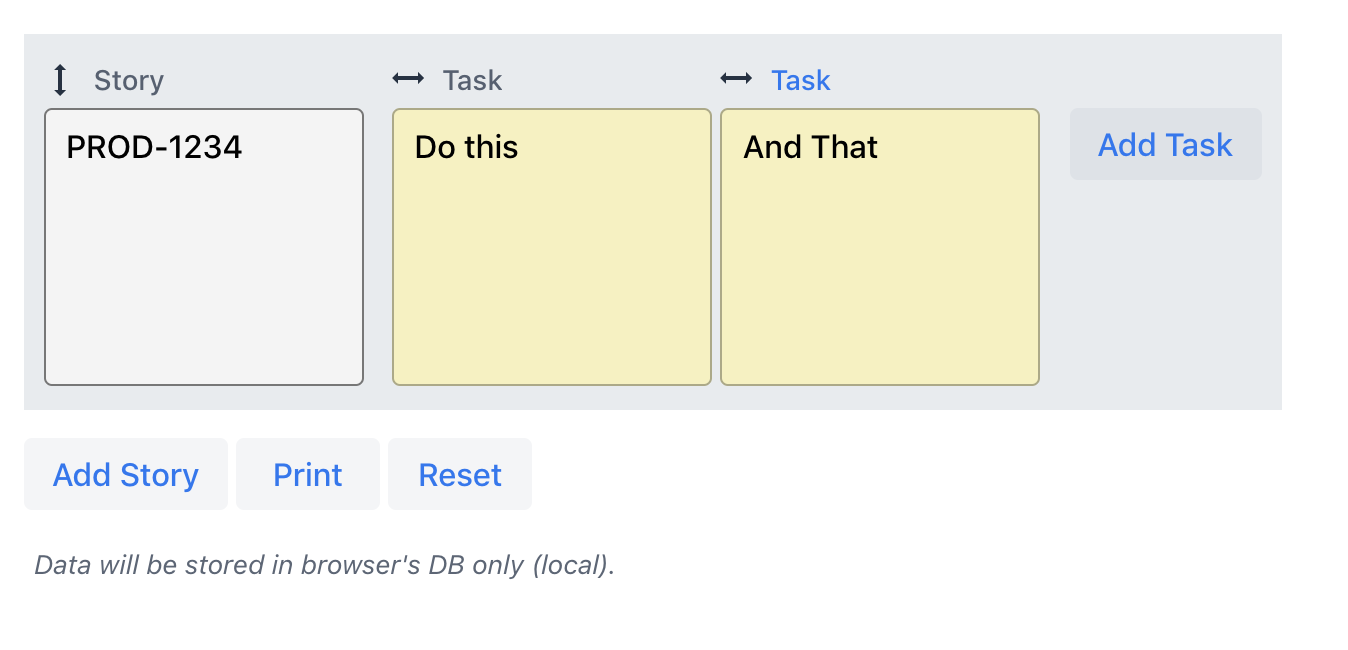 Story Task Task
PROD-1234 Do this And That Add Task
Add Story Print Reset
Data will be stored in browser's DB only (local).